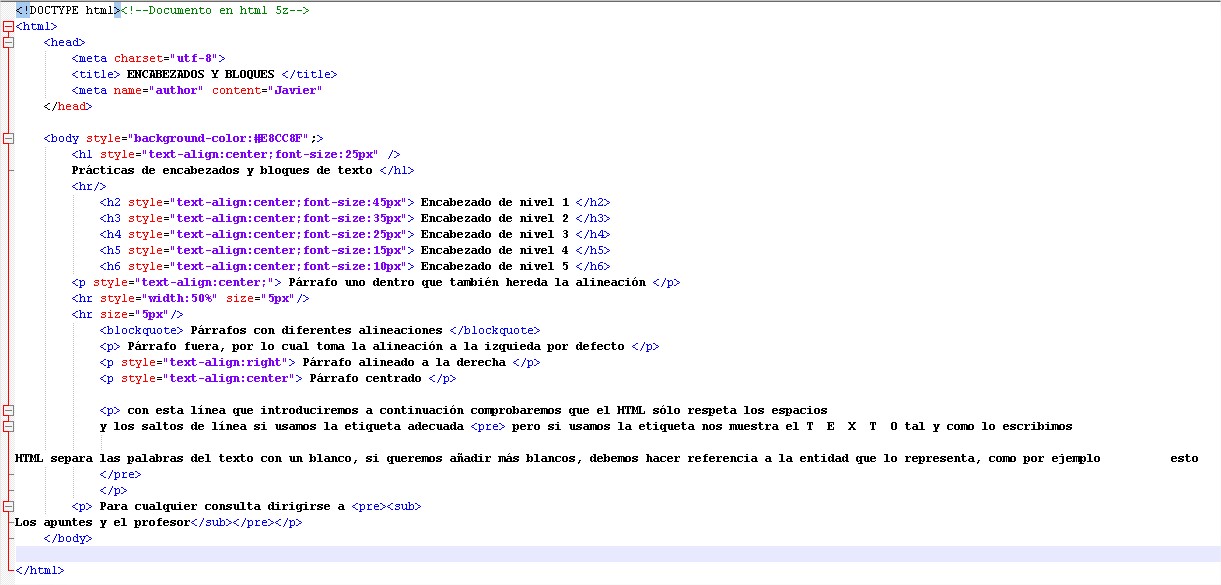 <!DOCTYPE html><!--Documento en html 5z-->
<html>
<head>
<meta charset="utf-8">
<title> ENCABEZADOS Y BLOQUES </title>
<meta name="author" content="Javier"
</head>
<body style="background-color:#E8CC8F";>
<h1 style="text-align:center;font-size:25px" />
Prácticas de encabezados y bloques de texto </h1>
<hr/>
<h2 style="text-align:center;font-size:45px"> Encabezado de nivel 1 </h2>
<h3 style="text-align:center;font-size:35px"> Encabezado de nivel 2 </h3>
<h4 style="text-align:center;font-size:25px"> Encabezado de nivel 3 </h4>
<h5 style="text-align:center;font-size:15px"> Encabezado de nivel 4 </h5>
<h6 style="text-align:center;font-size:10px"> Encabezado de nivel 5 </h6>
<p style="text-align:center;"> Párrafo uno dentro que también hereda la alineación </p>
<hr style="width:50%" size="5px"/>
<hr size="5px"/>
<blockquote> Párrafos con diferentes alineaciones </blockquote>
<p> Párrafo fuera, por lo cual toma la alineación a la izquieda por defecto </p>
<p style="text-align:right"> Párrafo alineado a la derecha </p>
<p style="text-align:center"> Párrafo centrado </p>
<p> con esta línea que introduciremos a continuación comprobaremos que el HTML sólo respeta los espacios
y los saltos de línea si usamos la etiqueta adecuada <pre> pero si usamos la etiqueta nos muestra el T E X T O tal y como lo escribimos
HTML separa las palabras del texto con un blanco, si queremos añadir más blancos, debemos hacer referencia a la entidad que lo representa, como por ejemplo esto
</pre>
</p>
<p> Para cualquier consulta dirigirse a <pre><sub>
Los apuntes y el profesor</sub></pre></p>
</body>
</html>